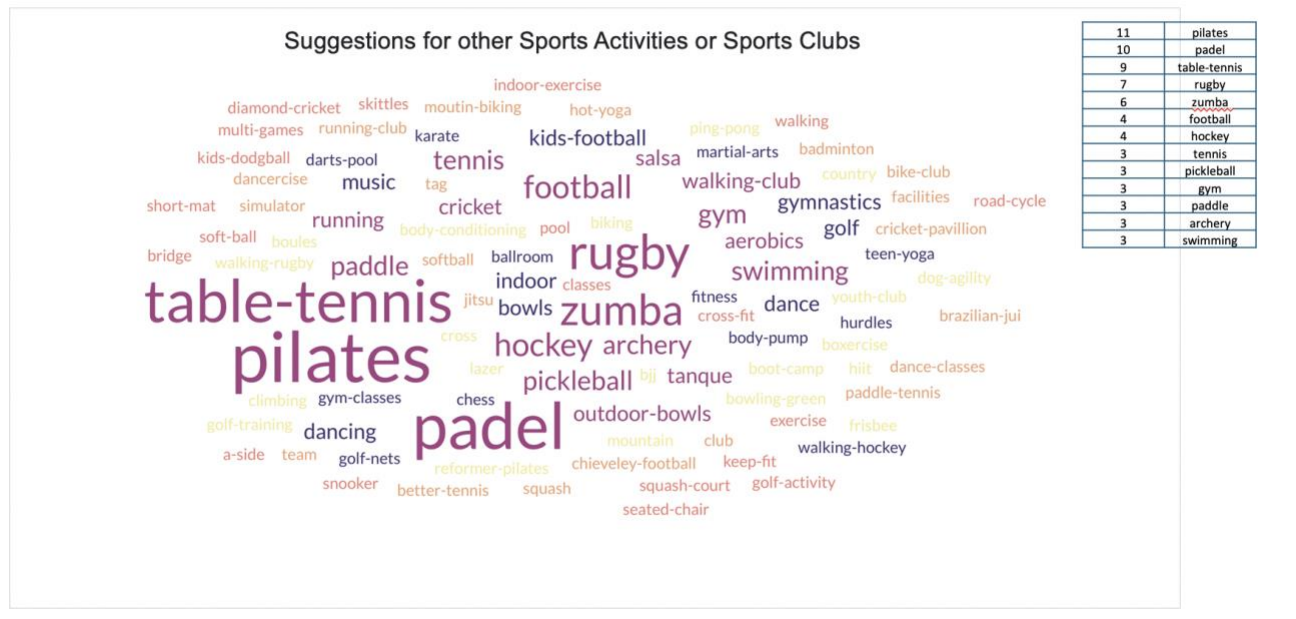 Suggestions for other Sports Activities or Sports Clubs
indoor-exercise
diamond-cricket skittles moutin-biking hot-yoga
multi-games running-club karate kids-football ping-pong walking
kids-dodgball darts-pool tennis salsa martial-arts badminton
dancercise music tag football walking-club country bike-club
short-mat simulator cricket gymnastics facilities road-cycle
running body-conditioning pool biking gym golf cricket-pavillion
soft-ball boules aerobics
bridge walking-rugby paddle softball ballroom rugby teen-yoga
indoor classes swimming dog-agility
table-tennis jitsu bowls zumba fitness dance youth-club
cross-fit hurdles brazilian-jui
cross hockey archery body-pump boxercise
pilates lazer pickleball bjj tanque boot-camp hiit dance-classes
climbing gym-classes chess bowling-green paddle-tennis
golf-training dancing padel outdoor-bowls exercise frisbee
mountain club walking-hockey
a-side team golf-nets reformer-pilates chieveley-football keep-fit
snooker better-tennis squash squash-court golf-activity
seated-chair
11 pilates
10 padel
9 table-tennis
7 rugby
6 zumba
4 football
4 hockey
3 tennis
3 pickleball
3 gym
3 paddle
3 archery
3 swimming